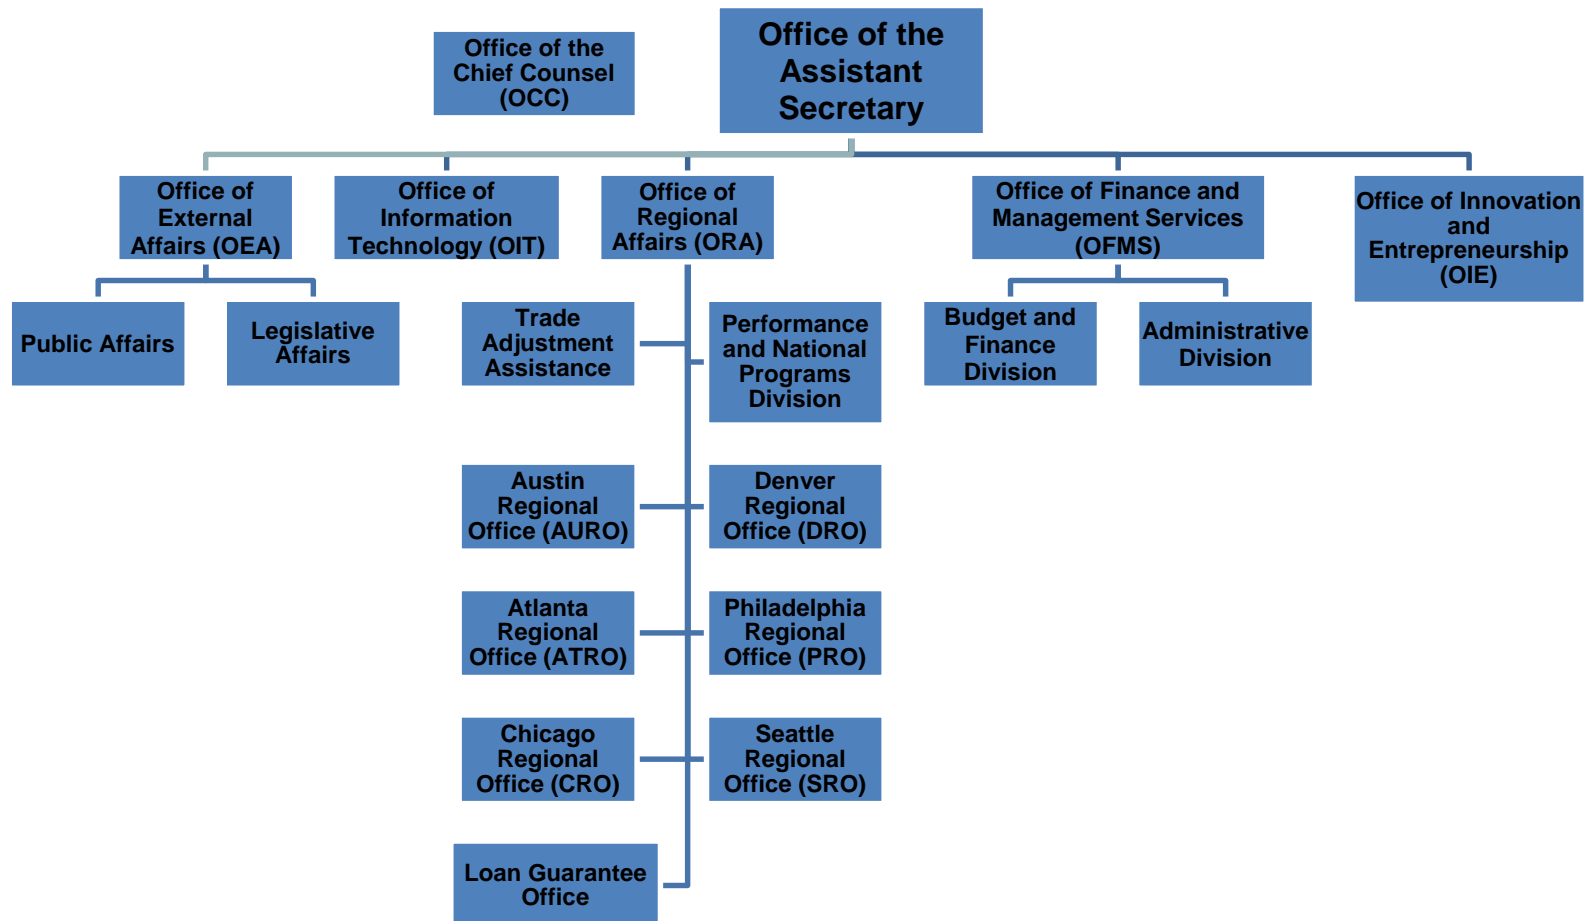 Office of the
Chief Counsel
(OCC)
Office of the
Assistant
Secretary
Office of
External
Affairs (OEA)
Office of
Information
Technology (OIT)
Office of
Regional
Affairs (ORA)
Office of Finance and
Management Services
(OFMS)
Office of Innovation
and
Entrepreneurship
(OIE)
Public Affairs
Legislative
Affairs
Trade
Adjustment
Assistance
Performance
and National
Programs
Division
Budget and
Finance
Division
Administrative
Division
Austin
Regional
Office (AURO)
Denver
Regional
Office (DRO)
Atlanta
Regional
Office (ATRO)
Philadelphia
Regional
Office (PRO)
Chicago
Regional
Office (CRO)
Seattle
Regional
Office (SRO)
Loan Guarantee
Office